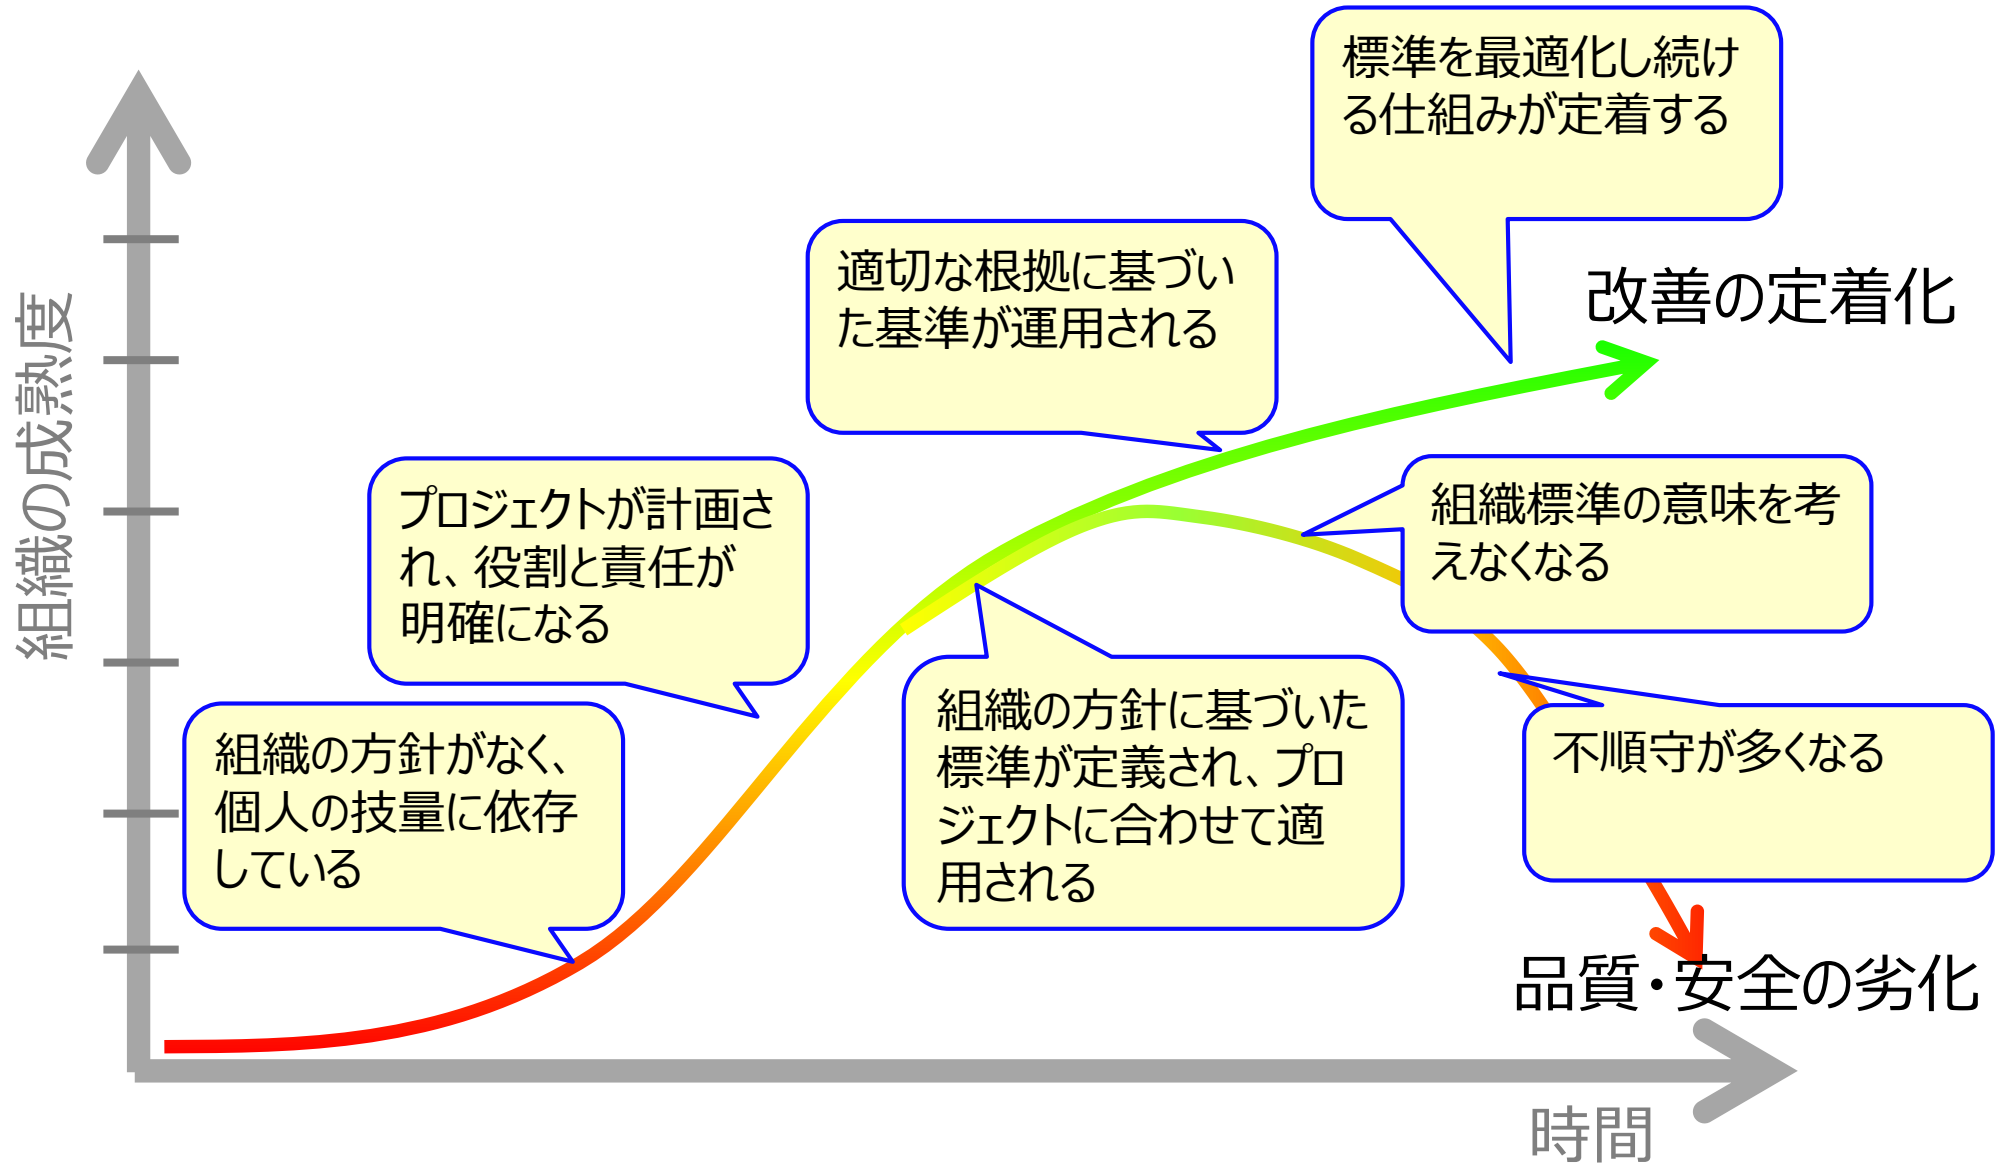 標準を最適化し続け
る仕組みが定着する
適切な根拠に基づい
た基準が運用される
改善の定着化
組織の成熟度
プロジェクトが計画さ
れ、役割と責任が
明確になる
組織標準の意味を考
えなくなる
組織の方針がなく、
個人の技量に依存
している
組織の方針に基づいた
標準が定義され、プロ
ジェクトに合わせて適
用される
不順守が多くなる
品質・安全の劣化
時間